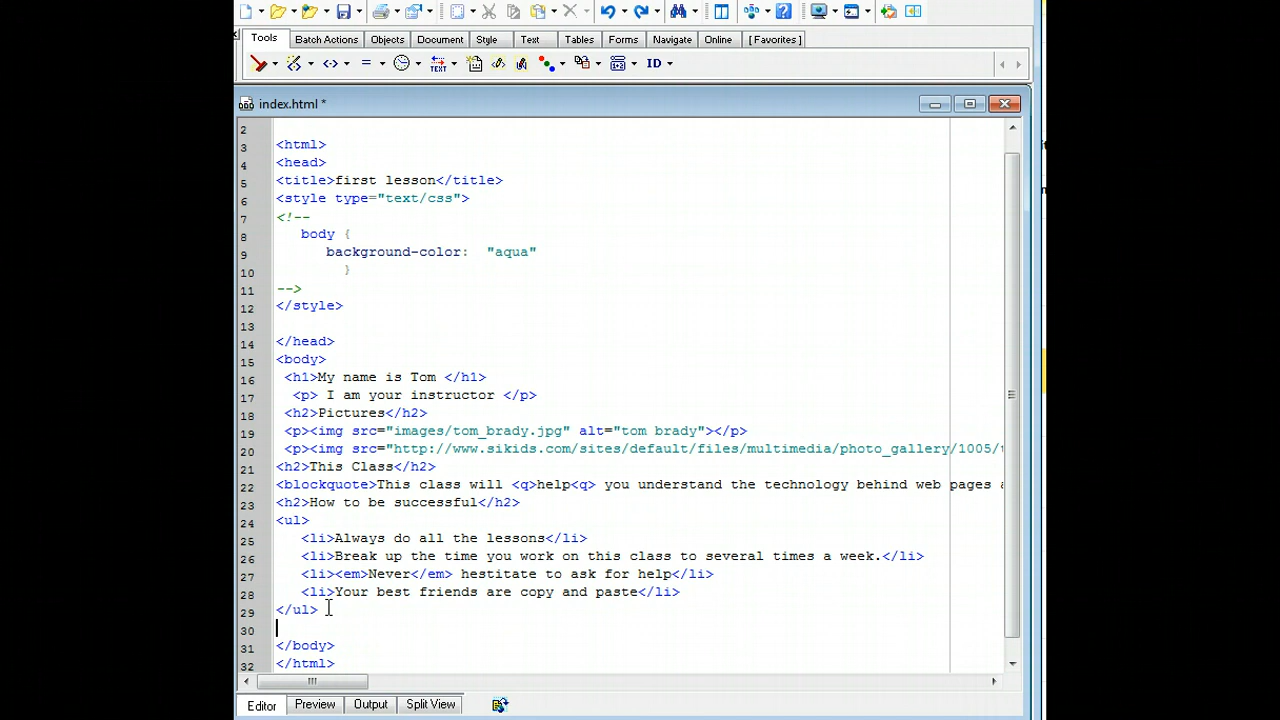 Tools Batch Actions Objects Document Style Text Tables Forms Navigate Online [ Favorites ]
ID
index.html *
2
3 <html>
4 <head>
5 <title>first lesson</title>
6 <style type="text/css">
7 <!--
8 body {
9 background-color: "aqua"
10 }
11 -->
12 </style>
13
14 </head>
15 <body>
16 <h1>My name is Tom </h1>
17 <p> I am your instructor </p>
18 <h2>Pictures</h2>
19 <p><img src="images/tom_brady.jpg" alt="tom brady"></p>
20 <p><img src="http://www.sikids.com/sites/default/files/multimedia/photo_gallery/1005/
21 <h2>This Class</h2>
22 <blockquote>This class will <q>help<q> you understand the technology behind web pages
23 <h2>How to be successful</h2>
24 <ul>
25 <li>Always do all the lessons</li>
26 <li>Break up the time you work on this class to several times a week.</li>
27 <li><em>Never</em> hestitate to ask for help</li>
28 <li>Your best friends are copy and paste</li>
29 </ul>
30
31 </body>
32 </html>
Editor Preview Output Split View